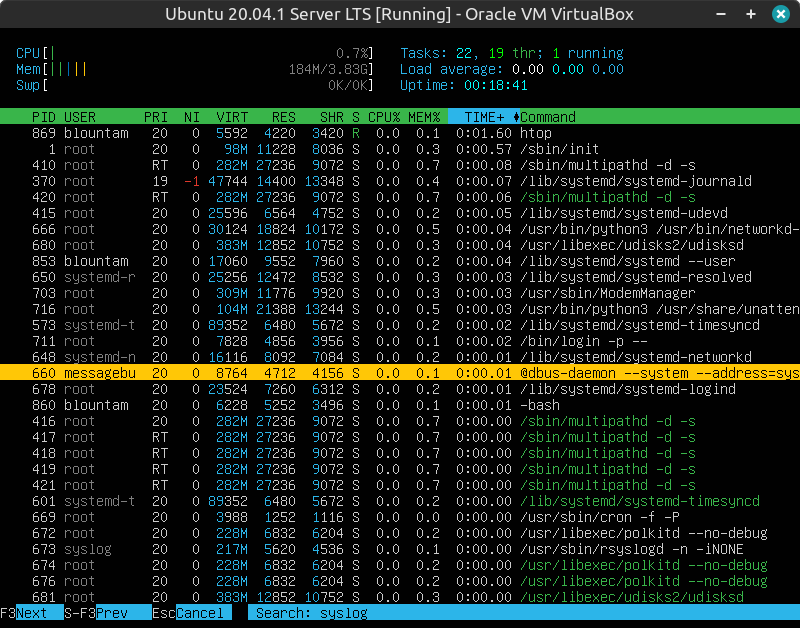 Ubuntu 20.04.1 Server LTS [Running] - Oracle VM VirtualBox
CPU[| 0.7%] Tasks: 22, 19 thr; 1 running
Mem[||||| 184M/3.83G] Load average: 0.00 0.00 0.00
Swp[ 0K/0K] Uptime: 00:18:41
PID USER PRI NI VIRT RES SHR S CPU% MEM% TIME+ Command
869 blountam 20 0 5592 4220 3420 R 0.0 0.1 0:01.60 htop
1 root 20 0 98M 11228 8036 S 0.0 0.3 0:00.57 /sbin/init
410 root RT 0 282M 27236 9072 S 0.0 0.7 0:00.08 /sbin/multipathd -d -s
370 root 19 -1 47744 14400 13348 S 0.0 0.4 0:00.07 /lib/systemd/systemd-journald
420 root RT 0 282M 27236 9072 S 0.0 0.7 0:00.06 /sbin/multipathd -d -s
415 root 20 0 25596 6564 4752 S 0.0 0.2 0:00.05 /lib/systemd/systemd-udevd
666 root 20 0 30124 18824 10172 S 0.0 0.5 0:00.04 /usr/bin/python3 /usr/bin/networkd-
680 root 20 0 383M 12852 10752 S 0.0 0.3 0:00.04 /usr/libexec/udisks2/udisksd
853 blountam 20 0 17060 9552 7960 S 0.0 0.2 0:00.04 /lib/systemd/systemd --user
650 systemd-r 20 0 25256 12472 8532 S 0.0 0.3 0:00.03 /lib/systemd/systemd-resolved
703 root 20 0 309M 11776 9920 S 0.0 0.3 0:00.03 /usr/sbin/ModemManager
716 root 20 0 104M 21388 13244 S 0.0 0.5 0:00.03 /usr/bin/python3 /usr/share/unatten
573 systemd-t 20 0 89352 6480 5672 S 0.0 0.2 0:00.02 /lib/systemd/systemd-timesyncd
711 root 20 0 7828 4856 3956 S 0.0 0.1 0:00.02 /bin/login -p --
648 systemd-n 20 0 16116 8092 7084 S 0.0 0.2 0:00.01 /lib/systemd/systemd-networkd
660 messagebu 20 0 8764 4712 4156 S 0.0 0.1 0:00.01 @dbus-daemon --system --address=sys
678 root 20 0 23524 7260 6312 S 0.0 0.2 0:00.01 /lib/systemd/systemd-logind
860 blountam 20 0 6228 5252 3496 S 0.0 0.1 0:00.01 -bash
416 root 20 0 282M 27236 9072 S 0.0 0.7 0:00.00 /sbin/multipathd -d -s
417 root RT 0 282M 27236 9072 S 0.0 0.7 0:00.00 /sbin/multipathd -d -s
418 root RT 0 282M 27236 9072 S 0.0 0.7 0:00.00 /sbin/multipathd -d -s
419 root RT 0 282M 27236 9072 S 0.0 0.7 0:00.00 /sbin/multipathd -d -s
421 root RT 0 282M 27236 9072 S 0.0 0.7 0:00.00 /sbin/multipathd -d -s
601 systemd-t 20 0 89352 6480 5672 S 0.0 0.2 0:00.00 /lib/systemd/systemd-timesyncd
669 root 20 0 3988 1252 1116 S 0.0 0.0 0:00.00 /usr/sbin/cron -f -P
672 root 20 0 228M 6832 6204 S 0.0 0.2 0:00.00 /usr/libexec/polkitd --no-debug
673 syslog 20 0 217M 5620 4536 S 0.0 0.1 0:00.00 /usr/sbin/rsyslogd -n -iNONE
674 root 20 0 228M 6832 6204 S 0.0 0.2 0:00.00 /usr/libexec/polkitd --no-debug
676 root 20 0 228M 6832 6204 S 0.0 0.2 0:00.00 /usr/libexec/polkitd --no-debug
681 root 20 0 383M 12852 10752 S 0.0 0.3 0:00.00 /usr/libexec/udisks2/udisksd
F3Next S-F3Prev EscCancel Search: syslog